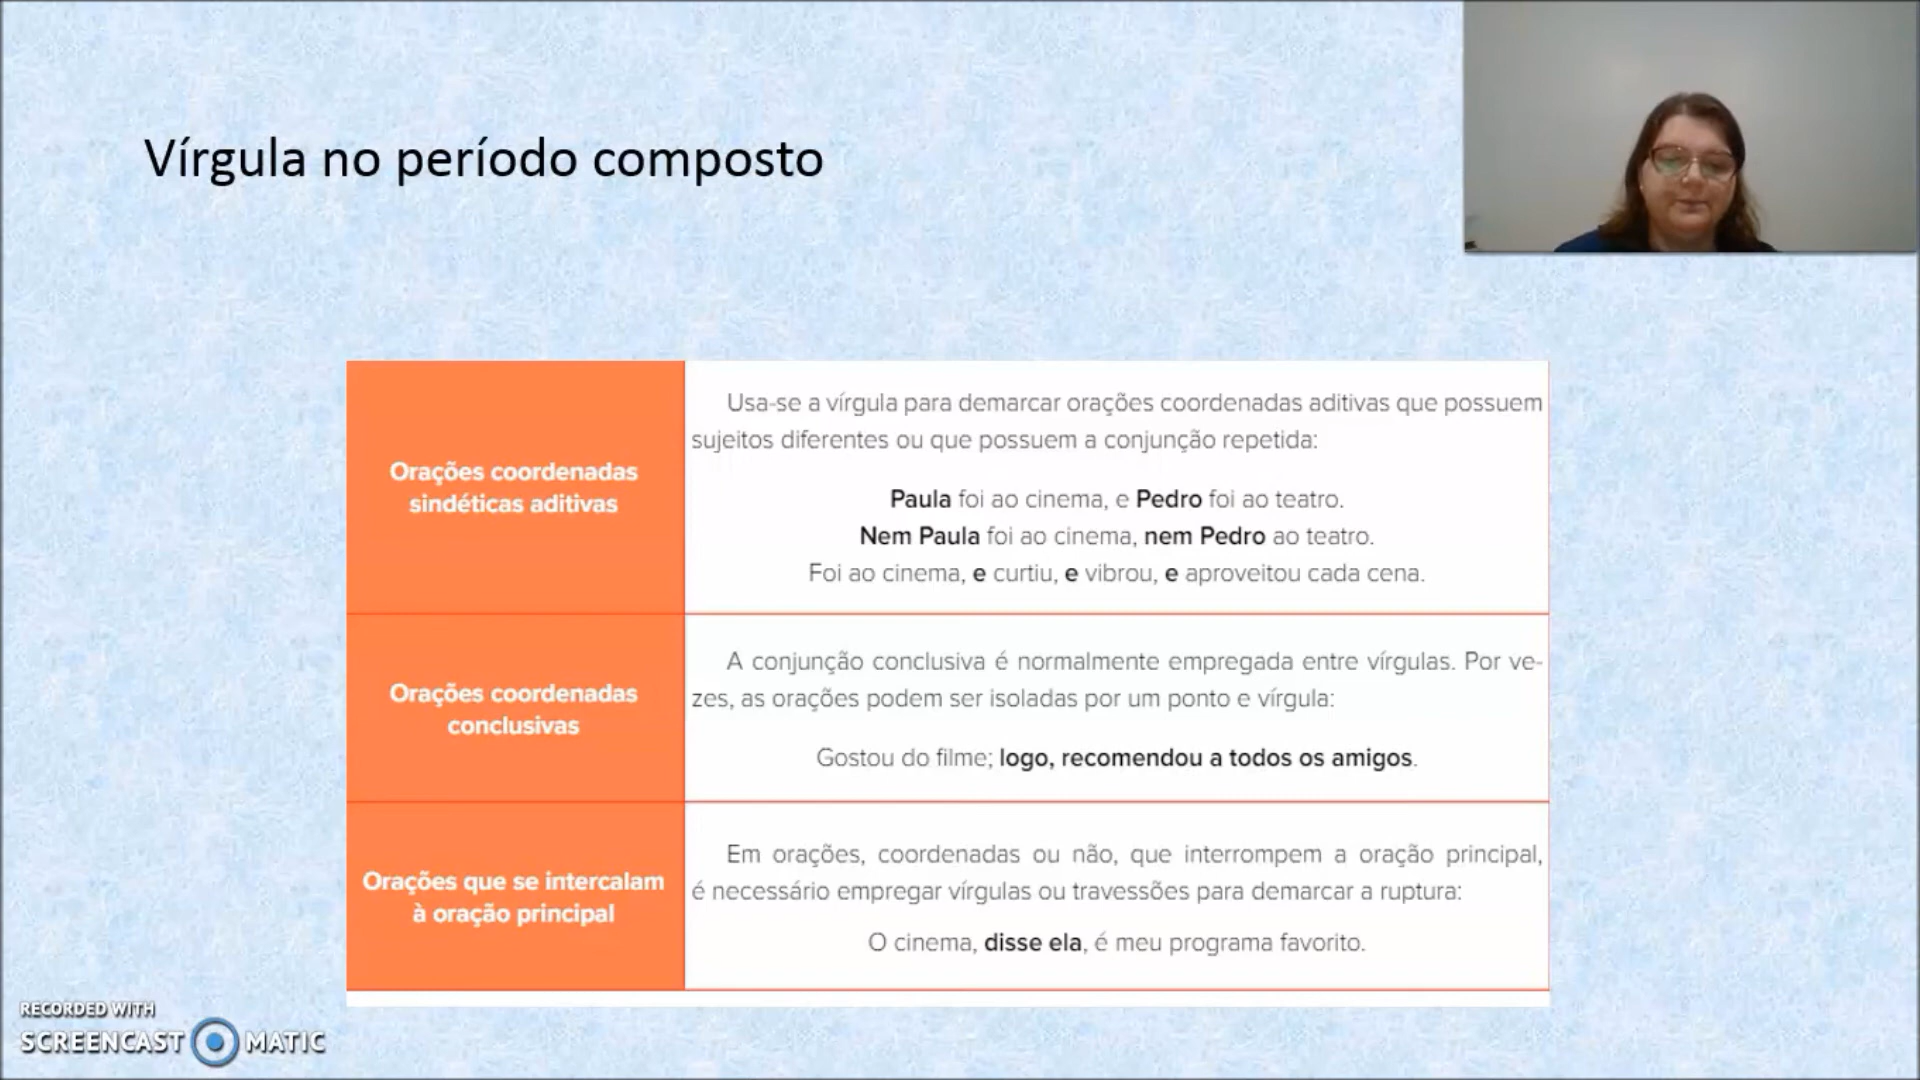 Vírgula no período composto
Orações coordenadas
sindéticas aditivas
Usa-se a vírgula para demarcar orações coordenadas aditivas que possuem
sujeitos diferentes ou que possuem a conjunção repetida:
Paula foi ao cinema, e Pedro foi ao teatro.
Nem Paula foi ao cinema, nem Pedro ao teatro.
Foi ao cinema, e curtiu, e vibrou, e aproveitou cada cena.
Orações coordenadas
conclusivas
A conjunção conclusiva é normalmente empregada entre vírgulas. Por ve-
zes, as orações podem ser isoladas por um ponto e vírgula:
Gostou do filme; logo, recomendou a todos os amigos.
Orações que se intercalam
à oração principal
Em orações, coordenadas ou não, que interrompem a oração principal,
é necessário empregar vírgulas ou travessões para demarcar a ruptura:
O cinema, disse ela, é meu programa favorito.
RECORDED WITH
SCREENCAST MATIC